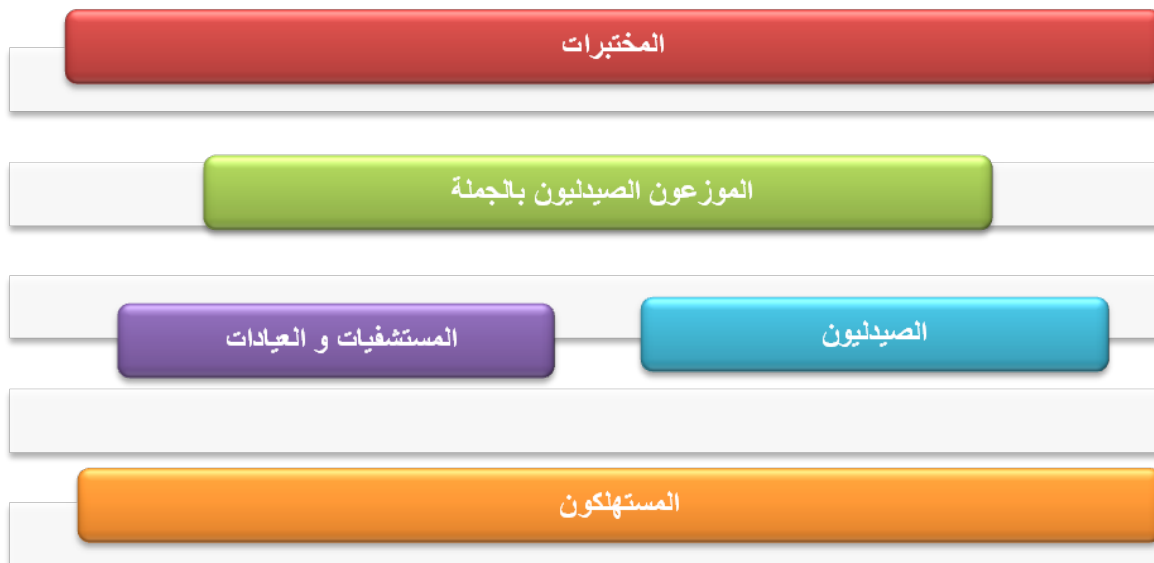 المختبرات
الموزعون الصيدليون بالجملة
الصيدليون
المستشفيات و العيادات
المستهلكون